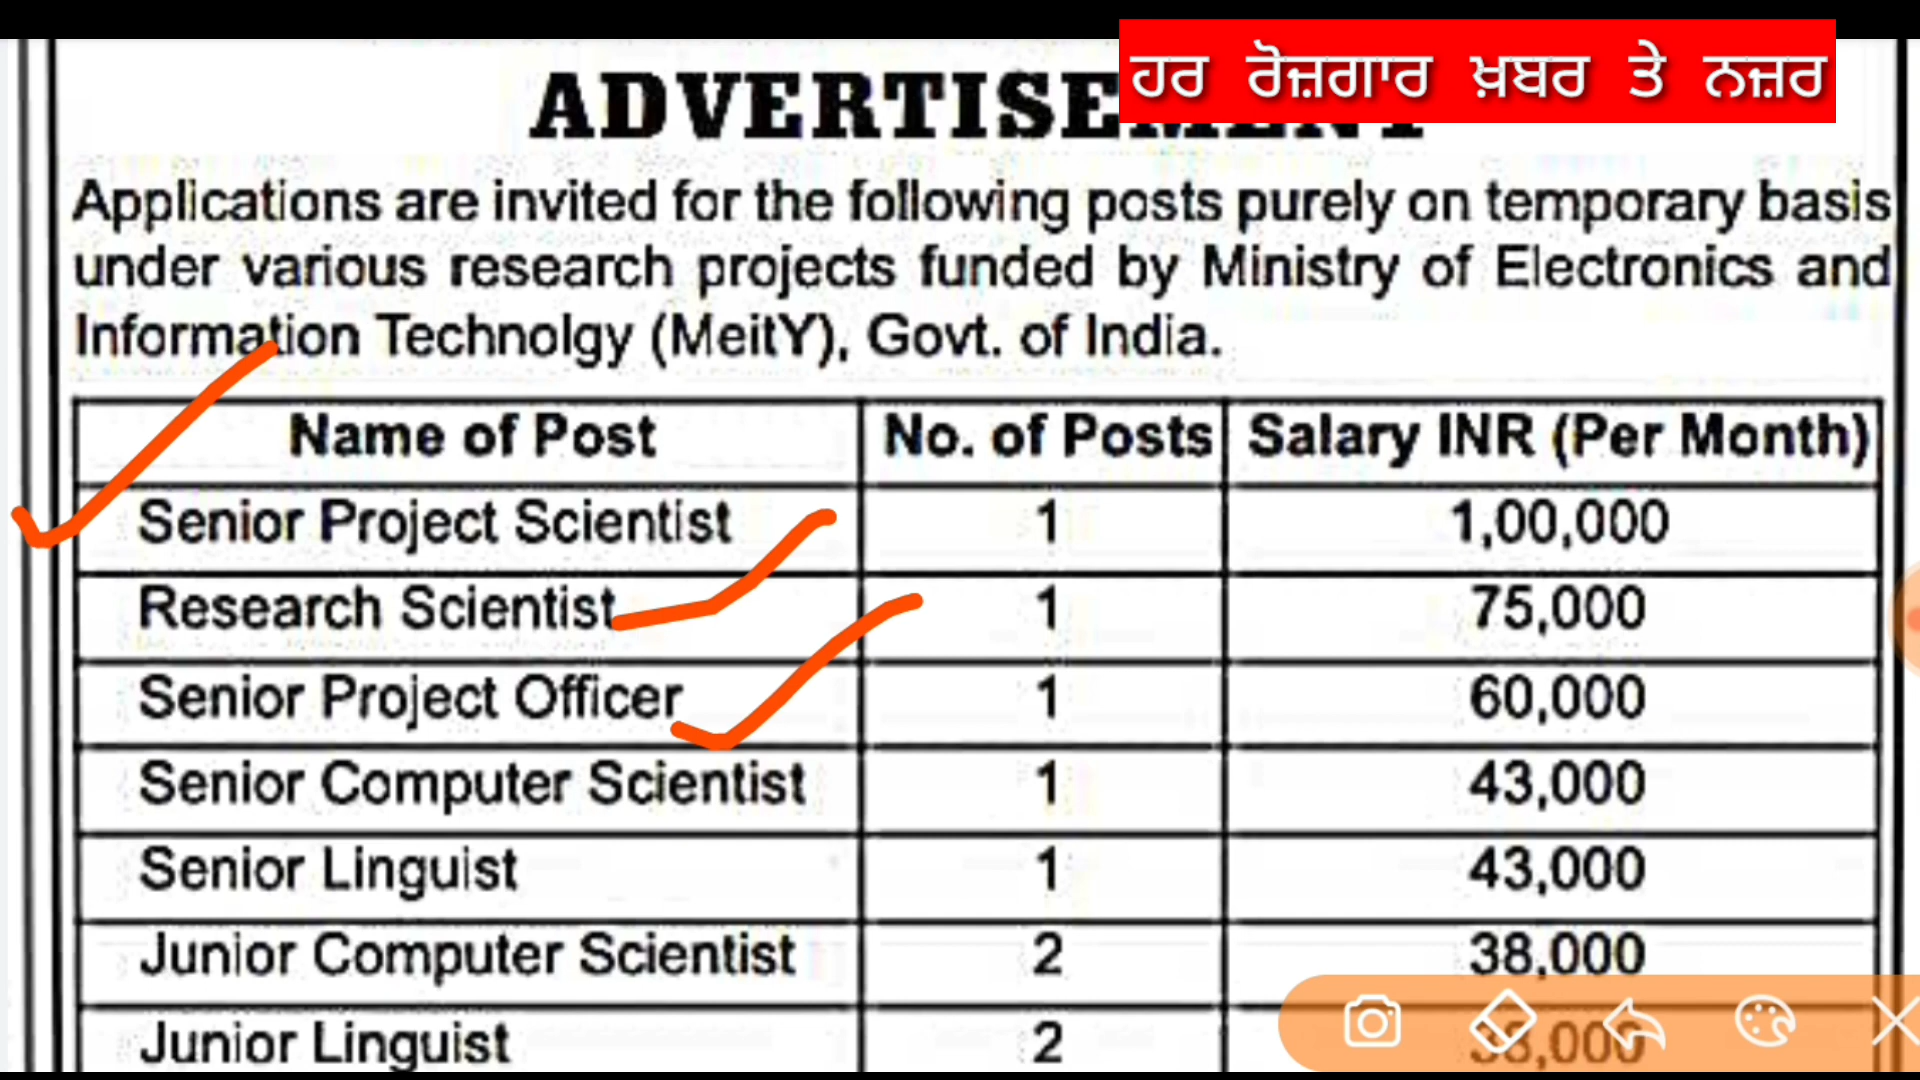 ਹਰ ਰੋਜ਼ਗਾਰ ਖ਼ਬਰ ਤੇ ਨਜ਼ਰ
ADVERTISEMENT
Applications are invited for the following posts purely on temporary basis
under various research projects funded by Ministry of Electronics and
Information Technolgy (MeitY), Govt. of India.
Name of Post No. of Posts Salary INR (Per Month)
Senior Project Scientist 1 1,00,000
Research Scientist 1 75,000
Senior Project Officer 1 60,000
Senior Computer Scientist 1 43,000
Senior Linguist 1 43,000
Junior Computer Scientist 2 38,000
Junior Linguist 2 38,000